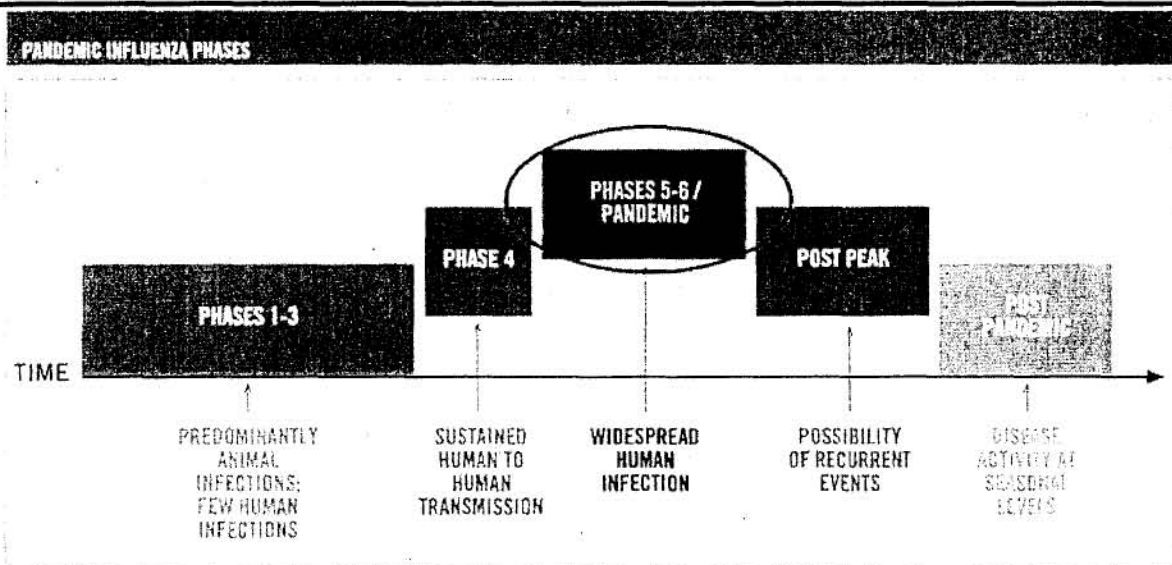 PANDEMIC INFLUENZA PHASES
PHASES 5-6 /
PANDEMIC
PHASE 4
POST PEAK
PHASES 1-3
POST
PANDEMIC
TIME
PREDOMINANTLY
ANIMAL
INFECTIONS;
FEW HUMAN
INFECTIONS
SUSTAINED
HUMAN TO
HUMAN
TRANSMISSION
WIDESPREAD
HUMAN
INFECTION
POSSIBILITY
OF RECURRENT
EVENTS
DISEASE
ACTIVITY AT
SEASONAL
LEVELS